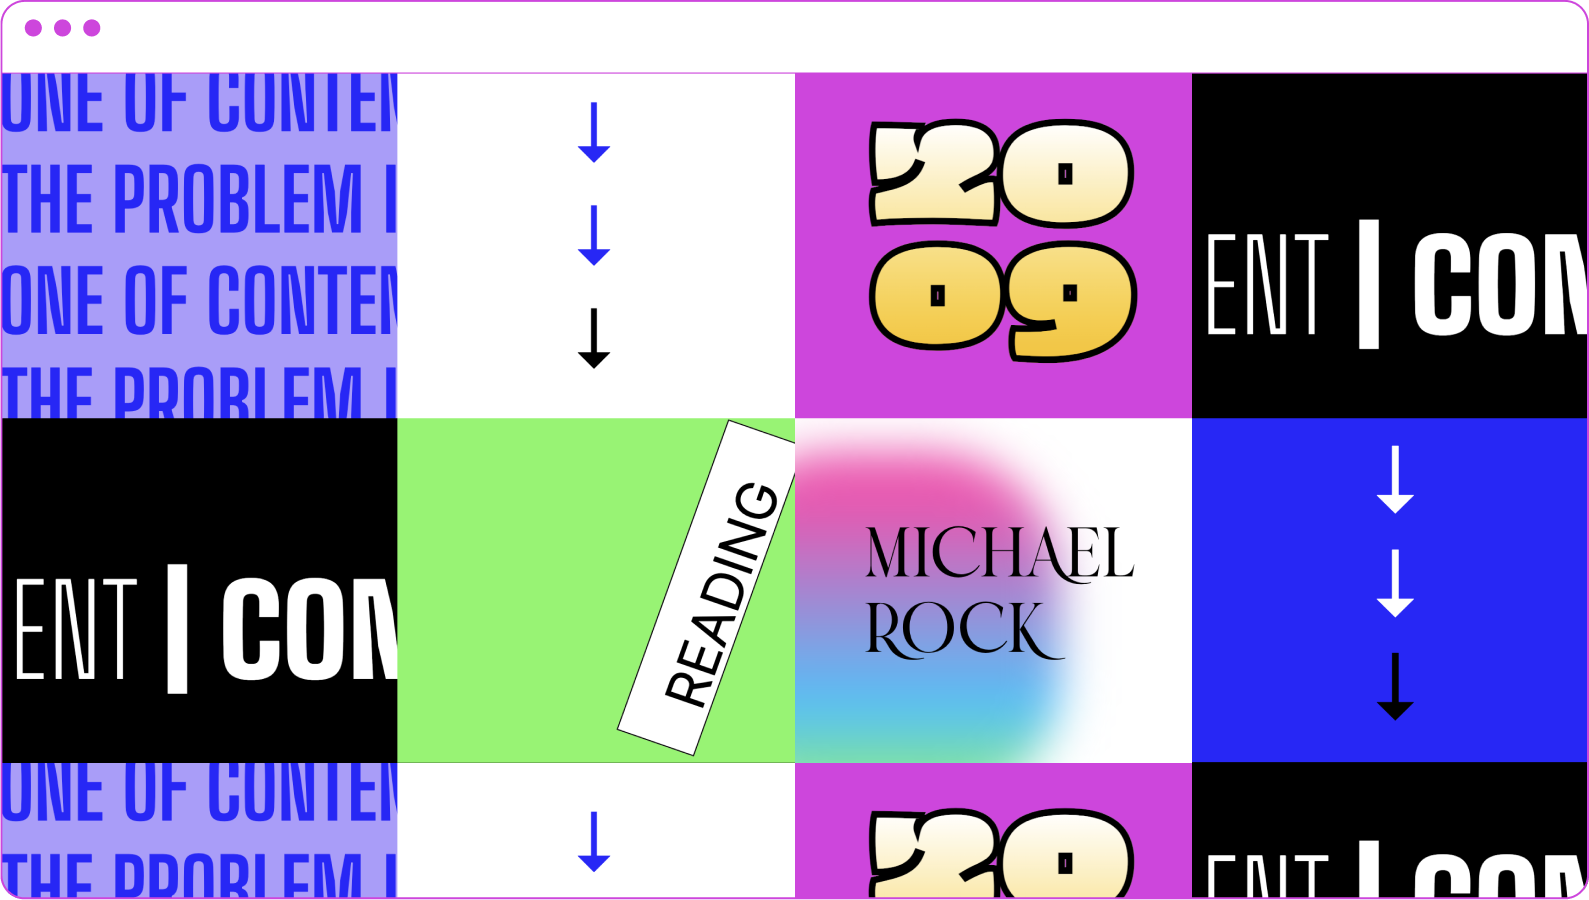 ONE OF CONTEN
THE PROBLEM I
ONE OF CONTEN
THE PROBLEM I
20
09
ENT | CON
ENT | CON
READING
MICHAEL
ROCK
ONE OF CONTEN
THE PROBLEM I
20
ENT | CON